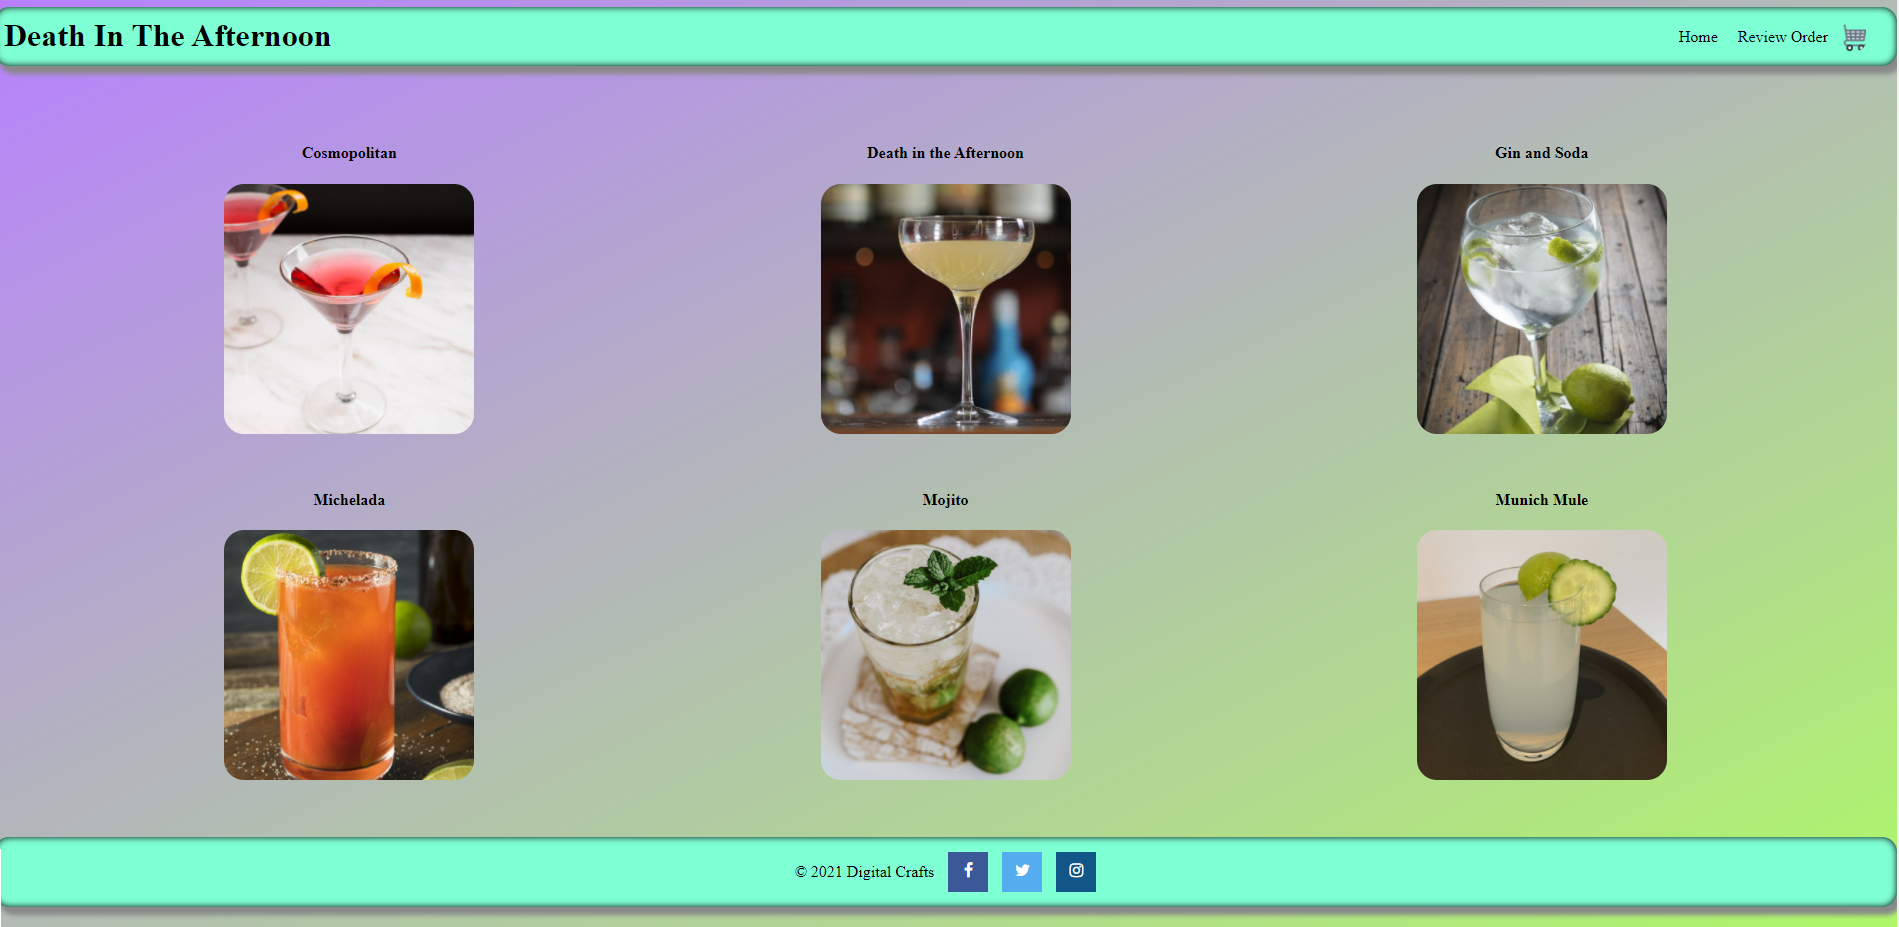 Death In The Afternoon
Home Review Order
Cosmopolitan
Death in the Afternoon
Gin and Soda
Michelada
Mojito
Munich Mule
© 2021 Digital Crafts